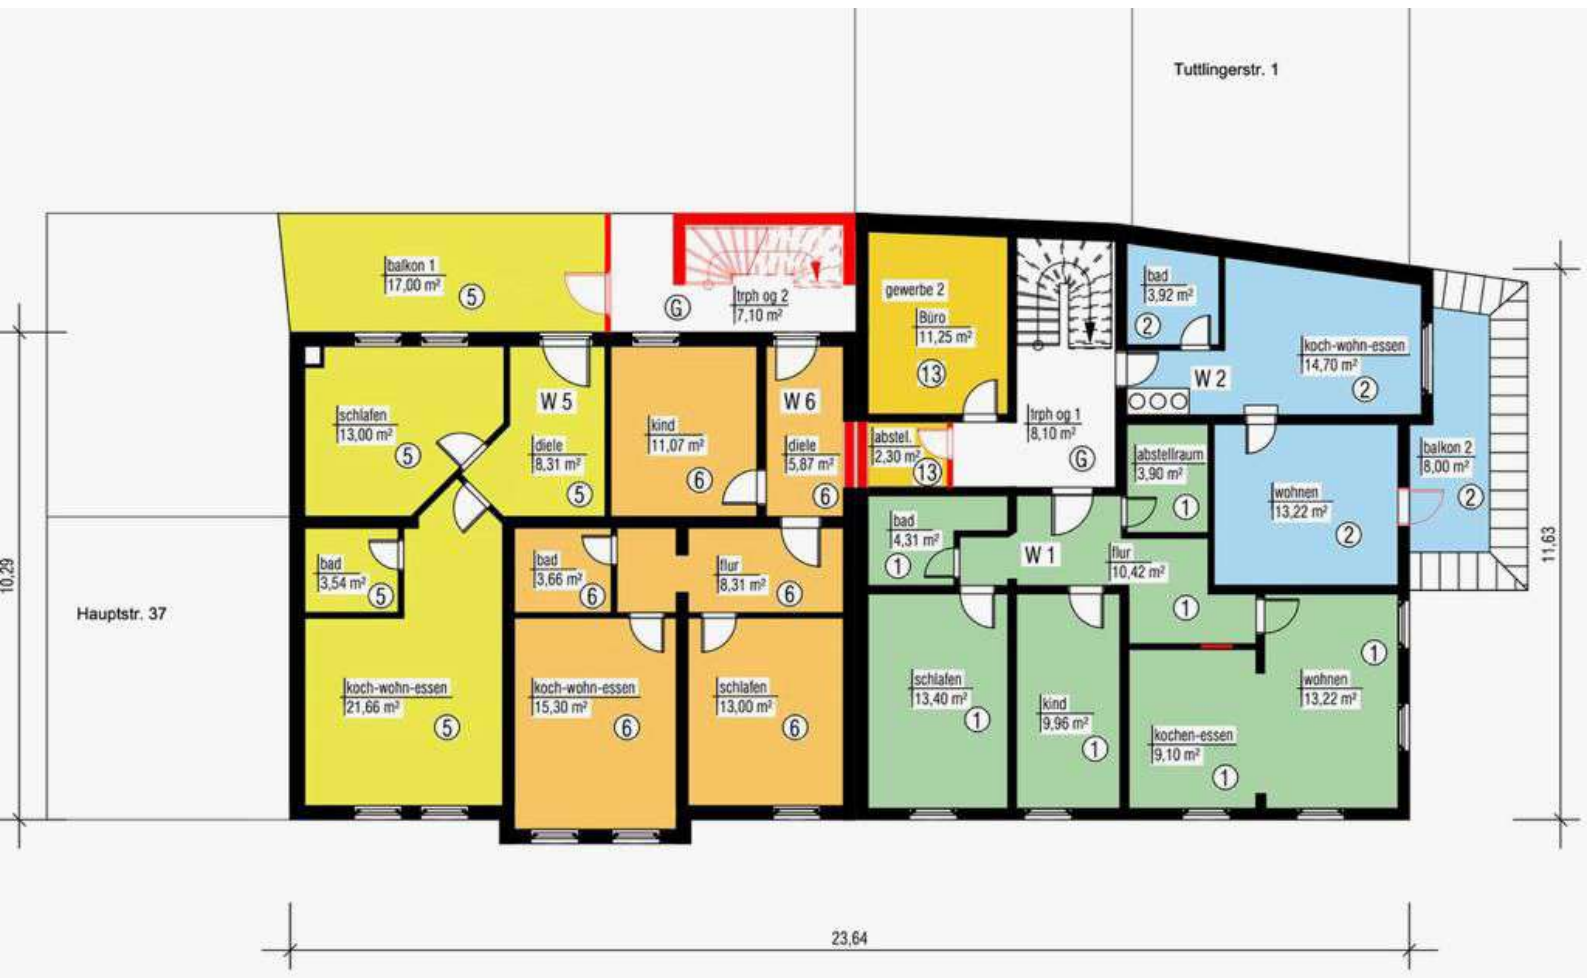 Tuttlingerstr. 1
balkon 1
17,00 m²
5
G
trph og 2
7,10 m²
gewerbe 2
Büro
11,25 m²
13
bad
3,92 m²
2
koch-wohn-essen
14,70 m²
2
W 2
schlafen
13,00 m²
5
W 5
diele
8,31 m²
5
kind
11,07 m²
6
W 6
diele
5,87 m²
6
abstel.
2,30 m²
13
trph og 1
8,10 m²
G
abstellraum
3,90 m²
1
wohnen
13,22 m²
2
balkon 2
8,00 m²
2
bad
3,54 m²
5
bad
3,66 m²
6
flur
8,31 m²
6
bad
4,31 m²
1
W 1
flur
10,42 m²
1
10,29
11,63
Hauptstr. 37
koch-wohn-essen
21,66 m²
5
koch-wohn-essen
15,30 m²
6
schlafen
13,00 m²
6
schlafen
13,40 m²
1
kind
9,96 m²
1
kochen-essen
9,10 m²
1
wohnen
13,22 m²
1
23,64